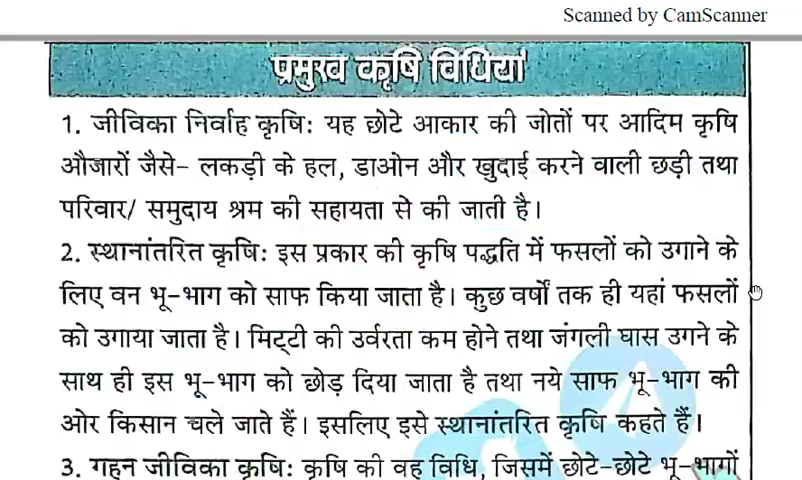 Scanned by CamScanner
प्रमुख कृषि विधियां
1. जीविका निर्वाह कृषि: यह छोटे आकार की जोतों पर आदिम कृषि
औजारों जैसे- लकड़ी के हल, डाओन और खुदाई करने वाली छड़ी तथा
परिवार/ समुदाय श्रम की सहायता से की जाती है।
2. स्थानांतरित कृषि: इस प्रकार की कृषि पद्धति में फसलों को उगाने के
लिए वन भू-भाग को साफ किया जाता है। कुछ वर्षों तक ही यहां फसलों
को उगाया जाता है। मिट्टी की उर्वरता कम होने तथा जंगली घास उगने के
साथ ही इस भू-भाग को छोड़ दिया जाता है तथा नये साफ भू-भाग की
ओर किसान चले जाते हैं। इसलिए इसे स्थानांतरित कृषि कहते हैं।
3. गहन जीविका कृषि: कृषि की वह विधि, जिसमें छोटे-छोटे भू-भागों